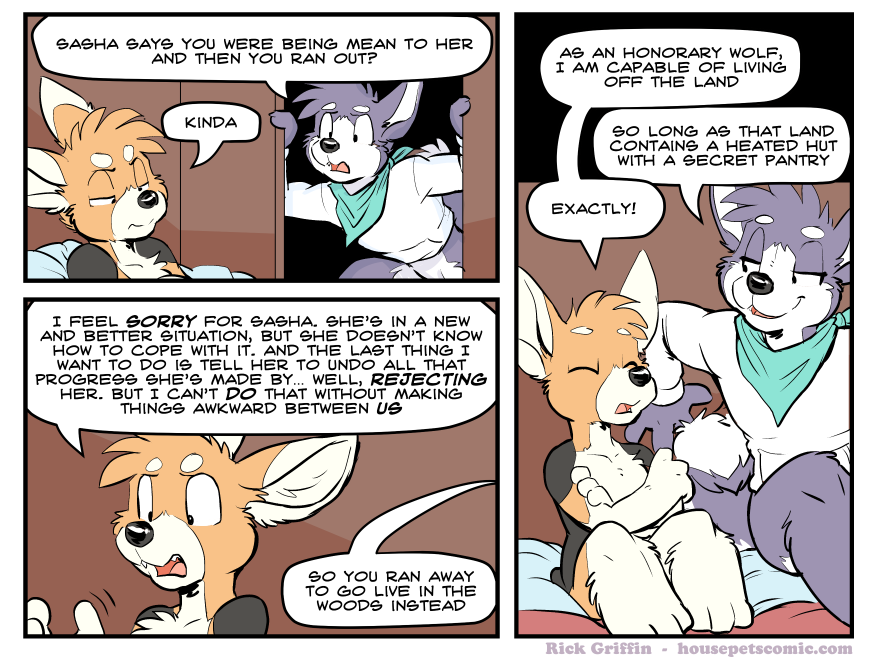 SASHA SAYS YOU WERE BEING MEAN TO HER
AND THEN YOU RAN OUT?
KINDA
I FEEL SORRY FOR SASHA. SHE'S IN A NEW
AND BETTER SITUATION, BUT SHE DOESN'T KNOW
HOW TO COPE WITH IT. AND THE LAST THING I
WANT TO DO IS TELL HER TO UNDO ALL THAT
PROGRESS SHE'S MADE BY... WELL, REJECTING
HER. BUT I CAN'T DO THAT WITHOUT MAKING
THINGS AWKWARD BETWEEN US
SO YOU RAN AWAY
TO GO LIVE IN THE
WOODS INSTEAD
AS AN HONORARY WOLF,
I AM CAPABLE OF LIVING
OFF THE LAND
SO LONG AS THAT LAND
CONTAINS A HEATED HUT
WITH A SECRET PANTRY
EXACTLY!
Rick Griffin - housepetscomic.com